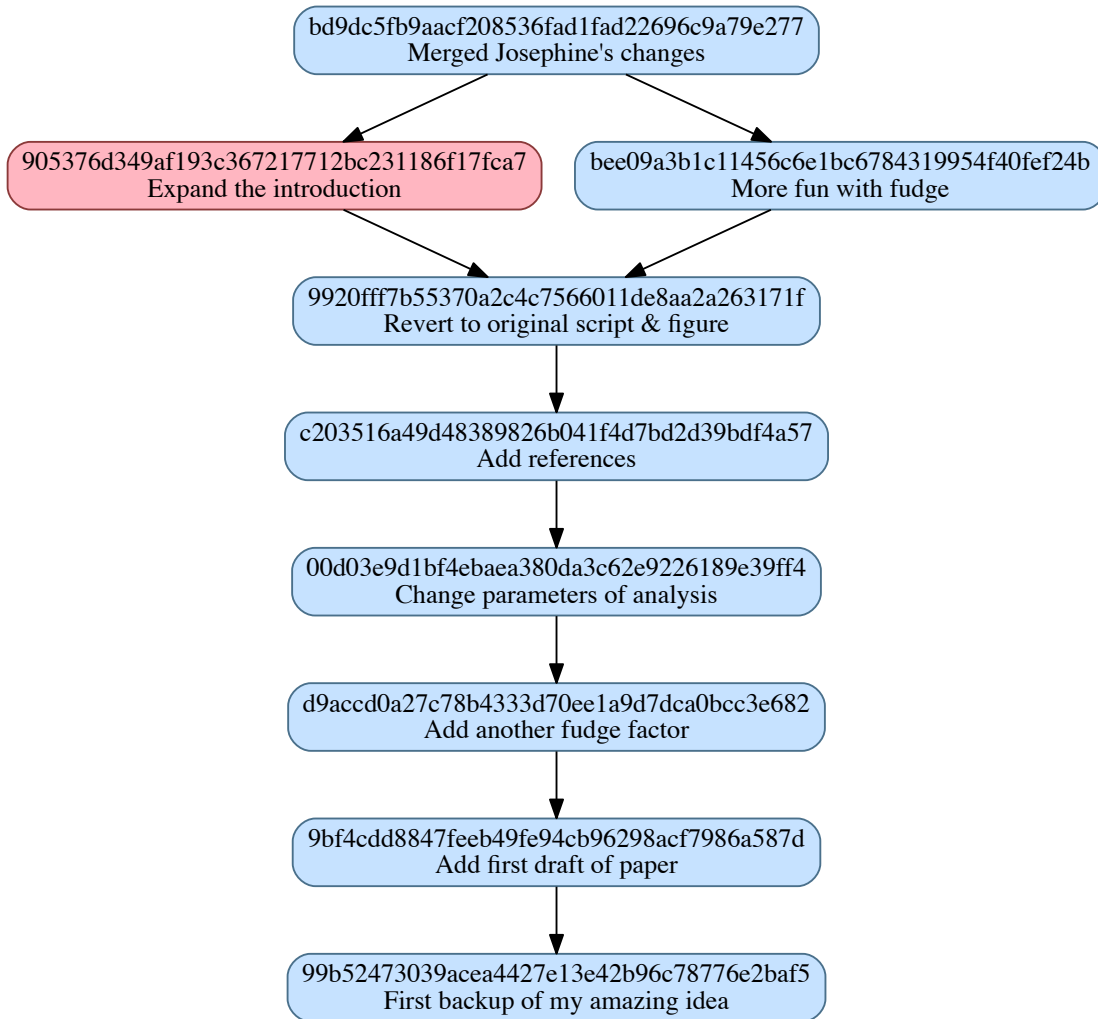 bd9dc5fb9aacf208536fad1fad22696c9a79e277
Merged Josephine's changes
905376d349af193c367217712bc231186f17fca7
Expand the introduction
bee09a3b1c11456c6e1bc6784319954f40fef24b
More fun with fudge
9920fff7b55370a2c4c7566011de8aa2a263171f
Revert to original script & figure
c203516a49d48389826b041f4d7bd2d39bdf4a57
Add references
00d03e9d1bf4ebaea380da3c62e9226189e39ff4
Change parameters of analysis
d9accd0a27c78b4333d70ee1a9d7dca0bcc3e682
Add another fudge factor
9bf4cdd8847feeb49fe94cb96298acf7986a587d
Add first draft of paper
99b52473039acea4427e13e42b96c78776e2baf5
First backup of my amazing idea